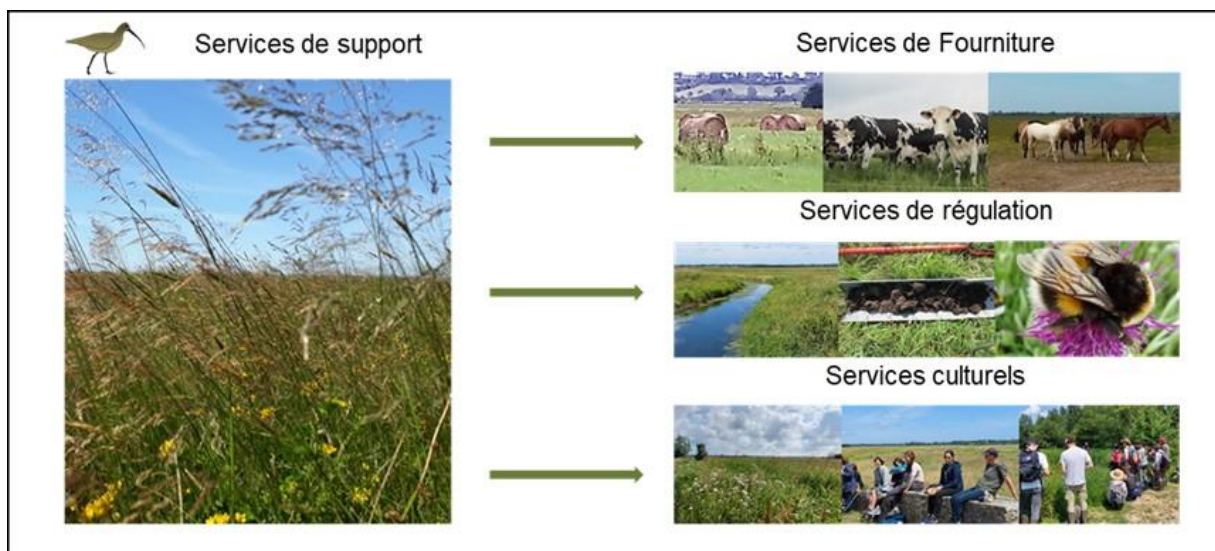 Services de support
Services de Fourniture
Services de régulation
Services culturels